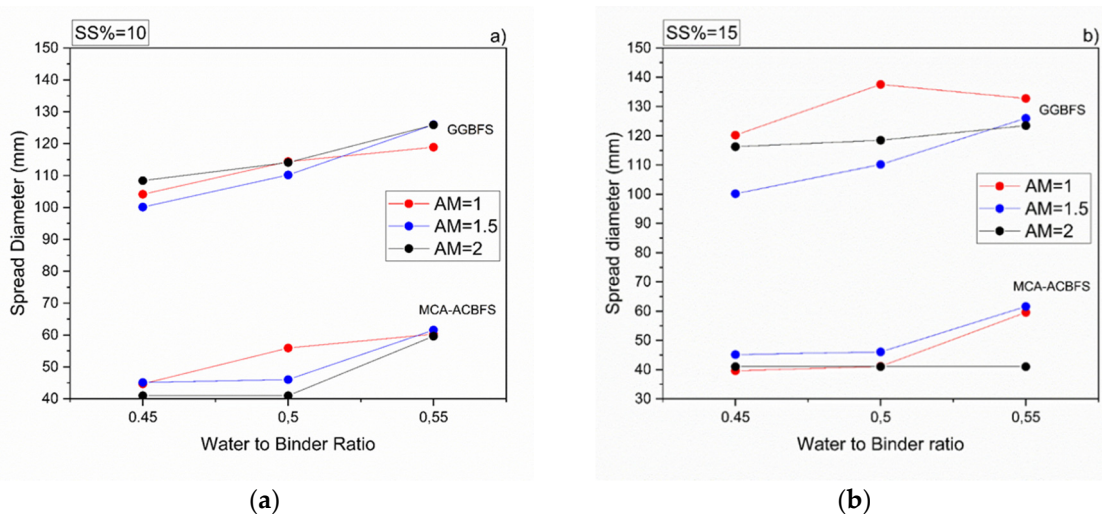 SS%=10
a)
150
140
130
120
110
100
90
80
70
60
50
40
Spread Diameter (mm)
GGBFS
AM=1
AM=1.5
AM=2
MCA-ACBFS
0.45
0,5
0,55
Water to Binder Ratio
(a)
SS%=15
b)
150
140
130
120
110
100
90
80
70
60
50
40
30
Spread diameter (mm)
GGBFS
AM=1
AM=1.5
AM=2
MCA-ACBFS
0.45
0,5
0,55
Water to Binder ratio
(b)